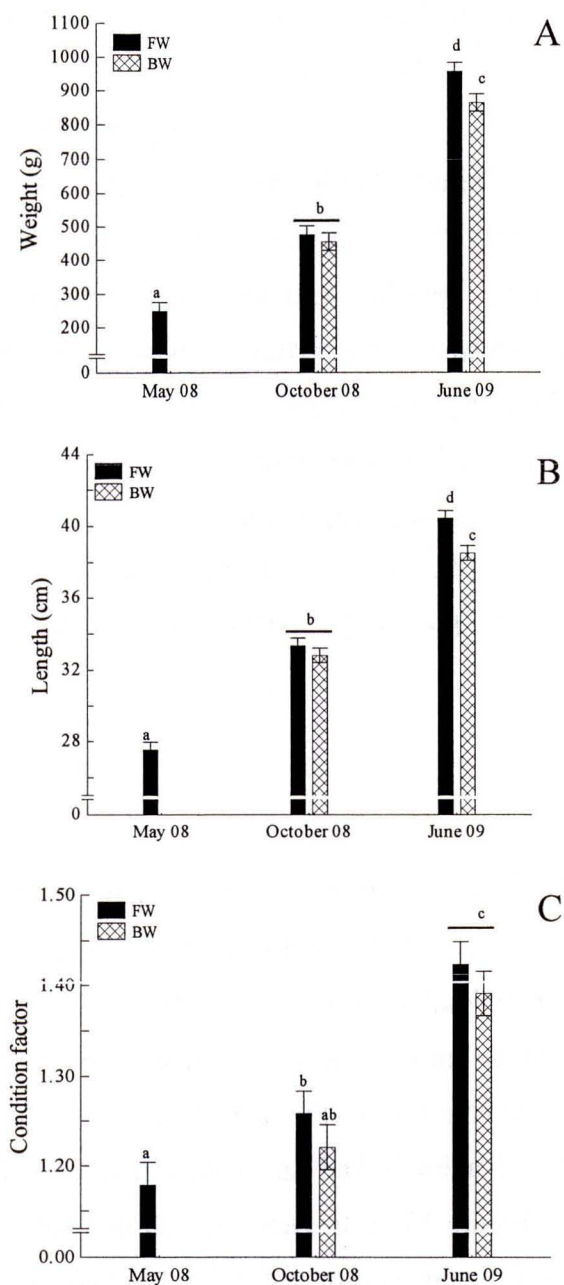 A
FW
BW
1100
1000
900
800
700
600
500
400
300
200
0
Weight (g)
a
b
d
c
May 08
October 08
June 09
B
FW
BW
44
40
36
32
28
0
Length (cm)
a
b
d
c
May 08
October 08
June 09
C
FW
BW
1.50
1.40
1.30
1.20
0.00
Condition factor
a
b
ab
c
May 08
October 08
June 09